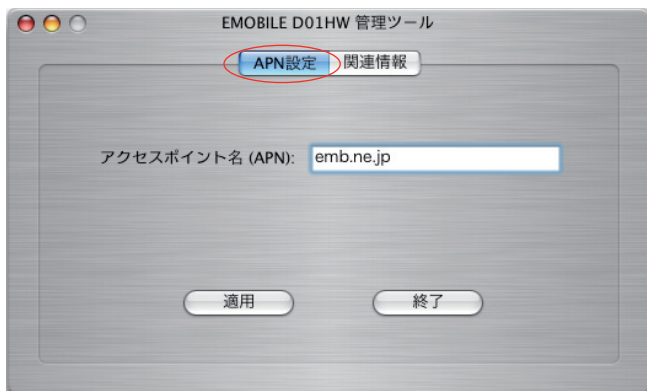 EMOBILE D01HW 管理ツール
APN設定 関連情報
アクセスポイント名 (APN): emb.ne.jp
適用 終了